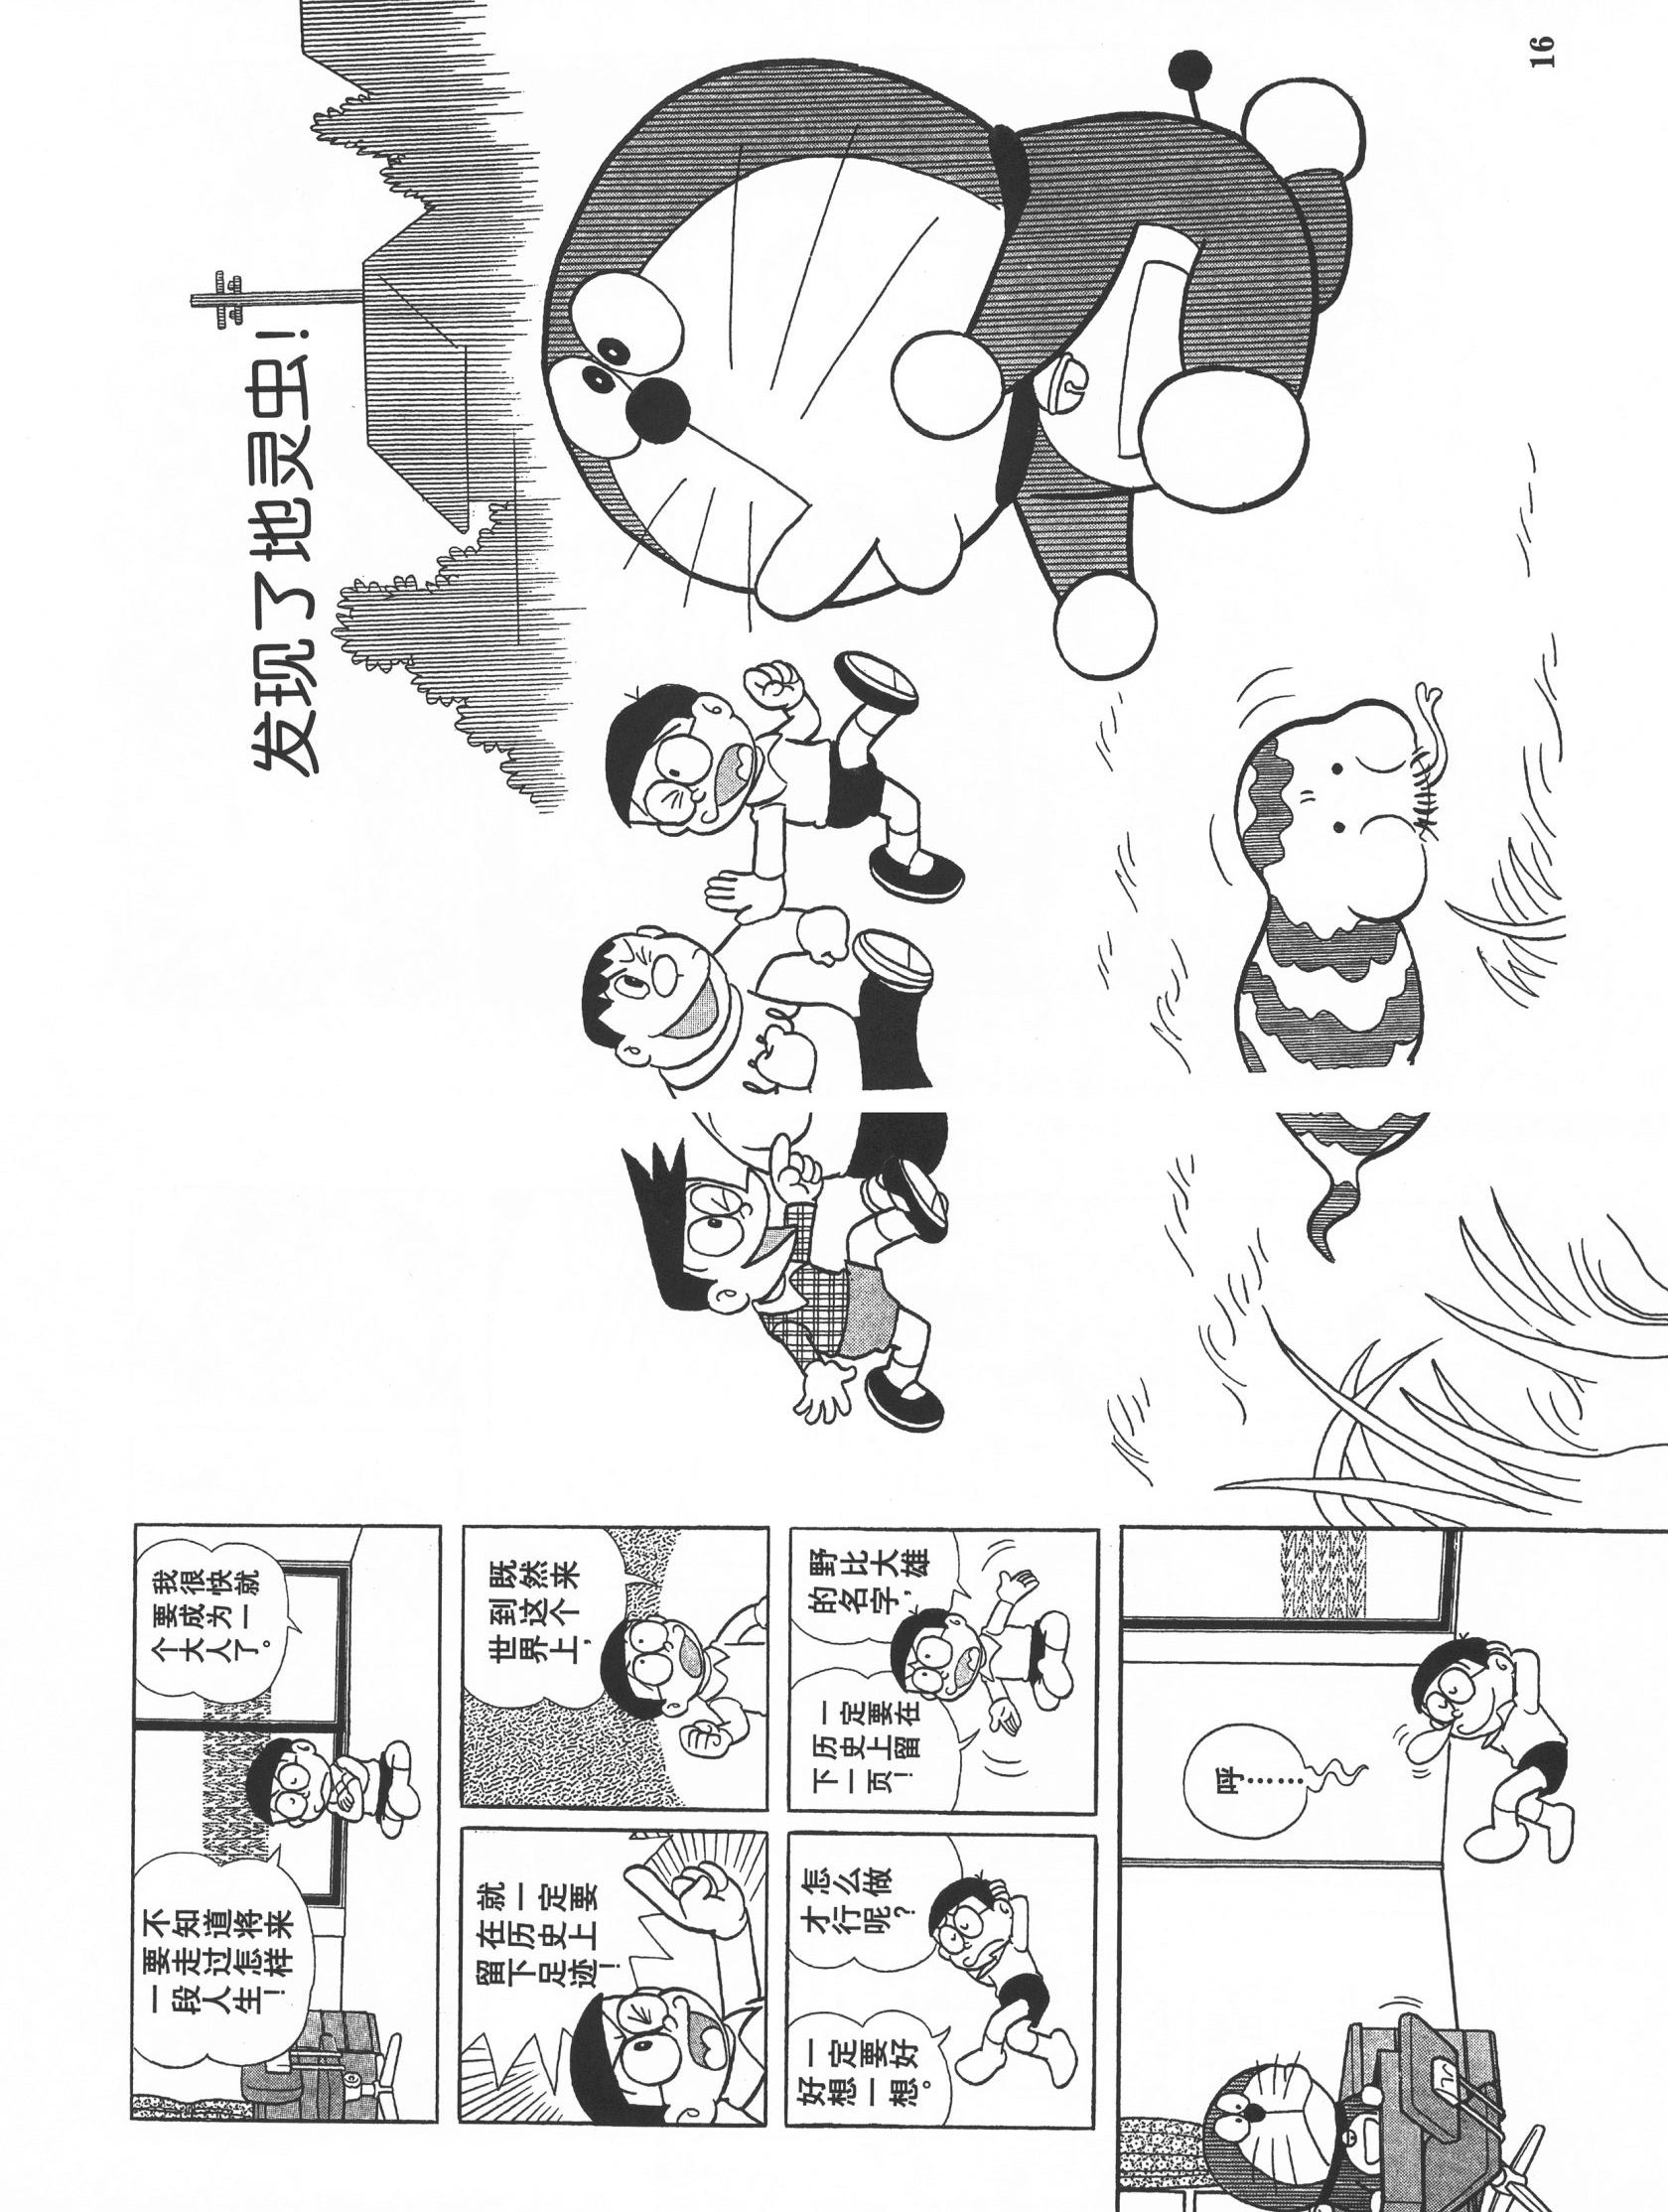 发现了地灵虫!
我很快就
要成为一
个大人了。
不知道将来
要走过怎样
一段人生!
既然来
到这个
世界上,
就一定要
在历史上
留下足迹!
野比大雄
的名字,
一定要在
历史上留
下一页!
怎么做
才行呢?
一定要好
好想一想。
呼……
16